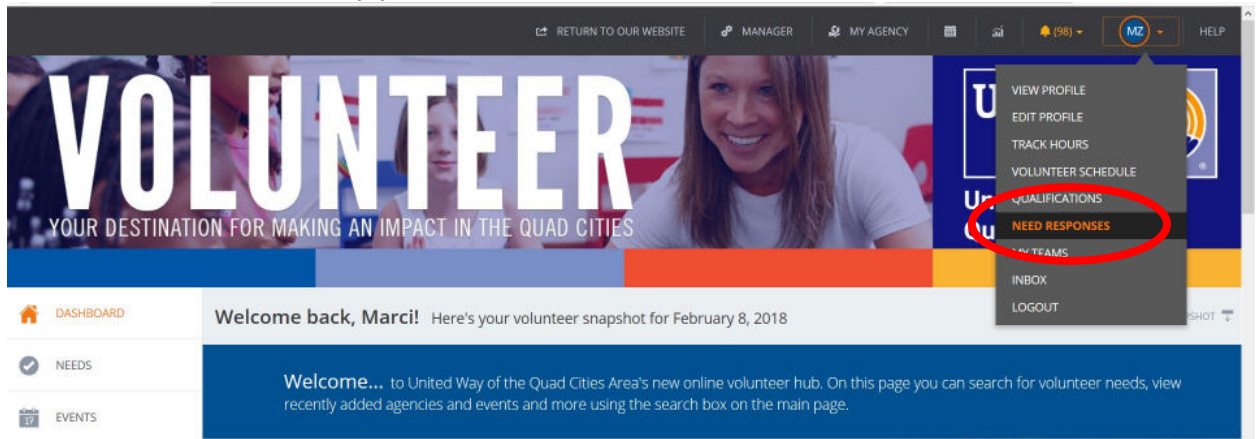 RETURN TO OUR WEBSITE MANAGER MY AGENCY (98) MZ HELP
VOLUNTEER
YOUR DESTINATION FOR MAKING AN IMPACT IN THE QUAD CITIES
VIEW PROFILE
EDIT PROFILE
TRACK HOURS
VOLUNTEER SCHEDULE
QUALIFICATIONS
NEED RESPONSES
MY TEAMS
INBOX
LOGOUT
DASHBOARD
NEEDS
17 EVENTS
Welcome back, Marci! Here's your volunteer snapshot for February 8, 2018
Welcome... to United Way of the Quad Cities Area's new online volunteer hub. On this page you can search for volunteer needs, view
recently added agencies and events and more using the search box on the main page.